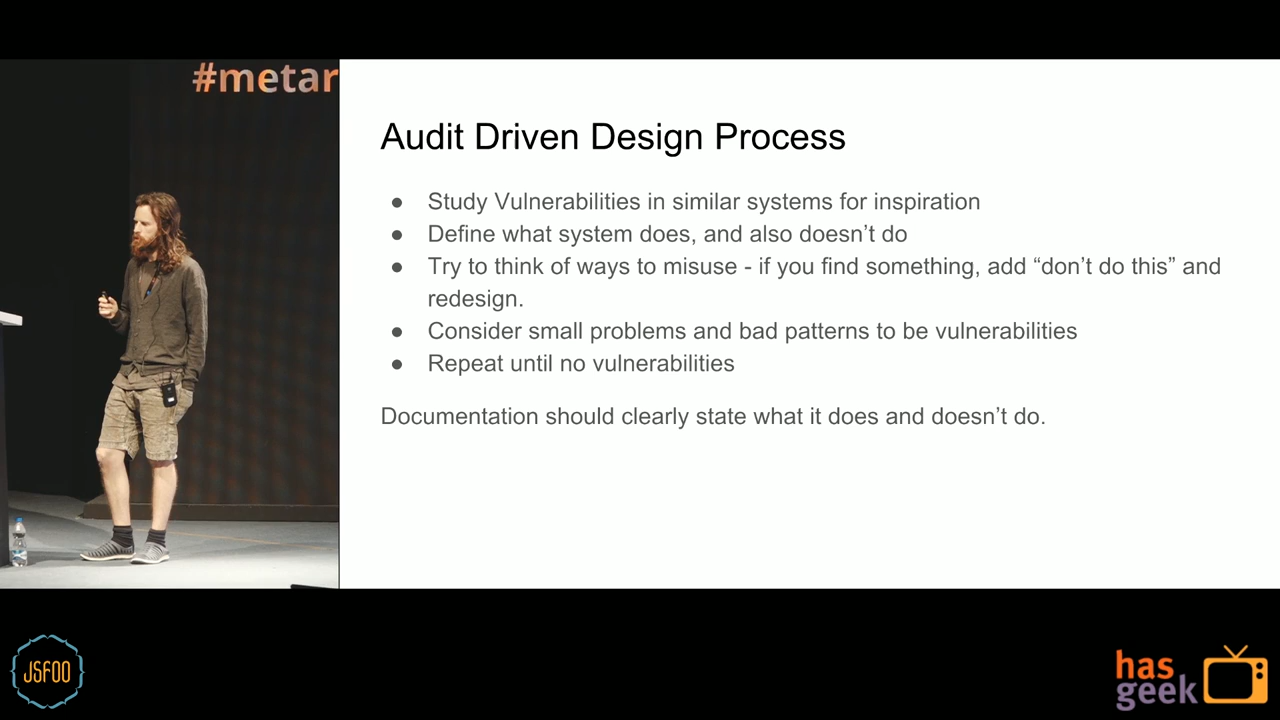 #metar
Audit Driven Design Process
● Study Vulnerabilities in similar systems for inspiration
● Define what system does, and also doesn’t do
● Try to think of ways to misuse - if you find something, add “don’t do this” and
redesign.
● Consider small problems and bad patterns to be vulnerabilities
● Repeat until no vulnerabilities
Documentation should clearly state what it does and doesn’t do.
JSFOO
has
geek